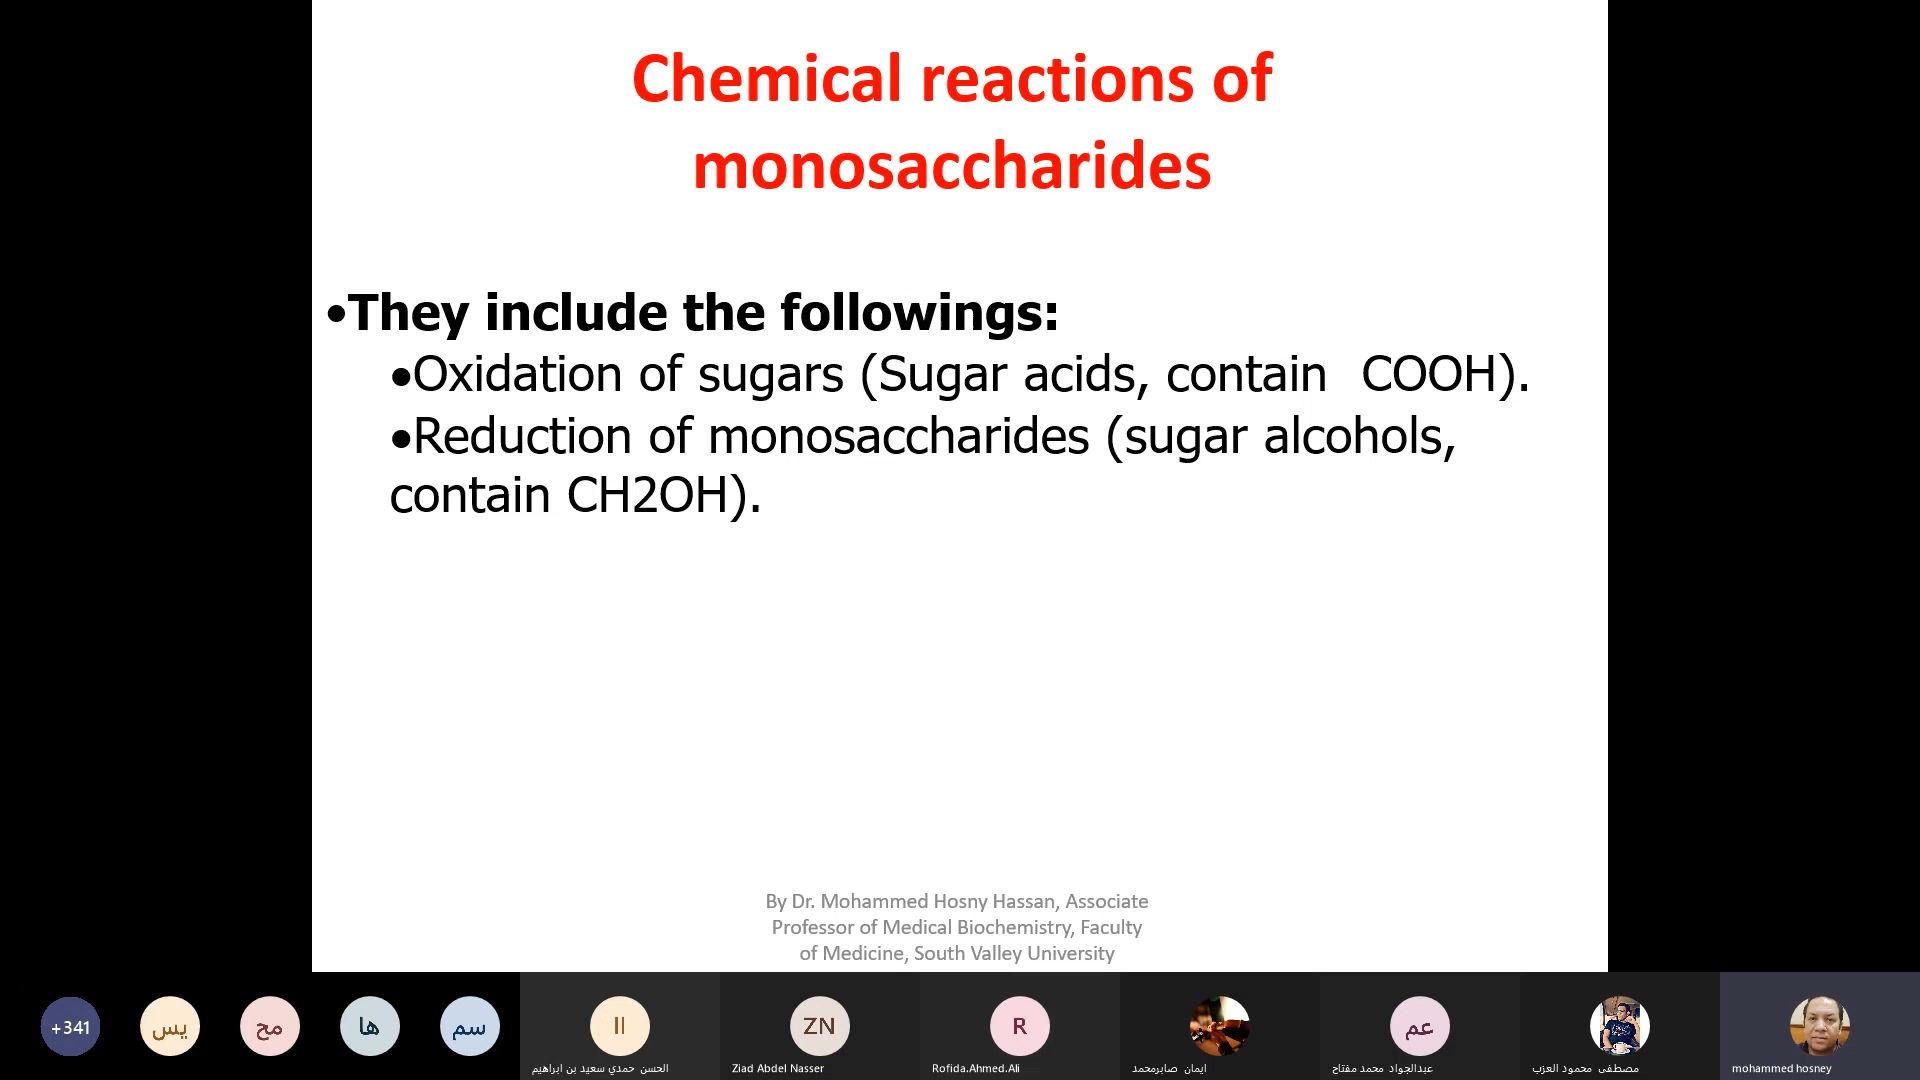 Chemical reactions of
monosaccharides
•They include the followings:
•Oxidation of sugars (Sugar acids, contain  COOH).
•Reduction of monosaccharides (sugar alcohols,
contain CH2OH).
By Dr. Mohammed Hosny Hassan, Associate
Professor of Medical Biochemistry, Faculty
of Medicine, South Valley University
+341
يس
مح
ها
سم
اا
ZN
R
عم
الحسن حمدي سعيد بن ابراهيم
Ziad Abdel Nasser
Rofida.Ahmed.Ali
ايمان صابرمحمد
عبدالجواد محمد مفتاح
مصطفى محمود العزب
mohammed hosney